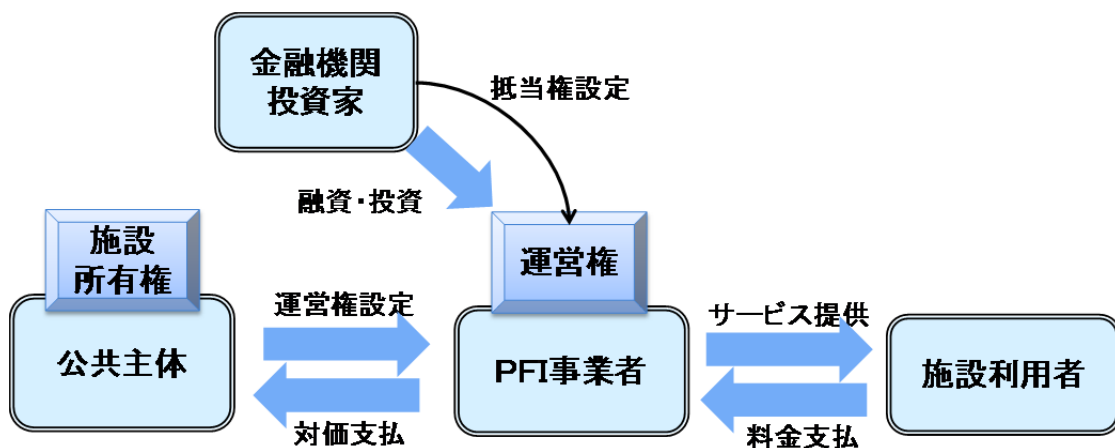 金融機関
投資家
抵当権設定
融資・投資
施設
所有権
運営権
運営権設定
サービス提供
公共主体
PFI事業者
施設利用者
対価支払
料金支払